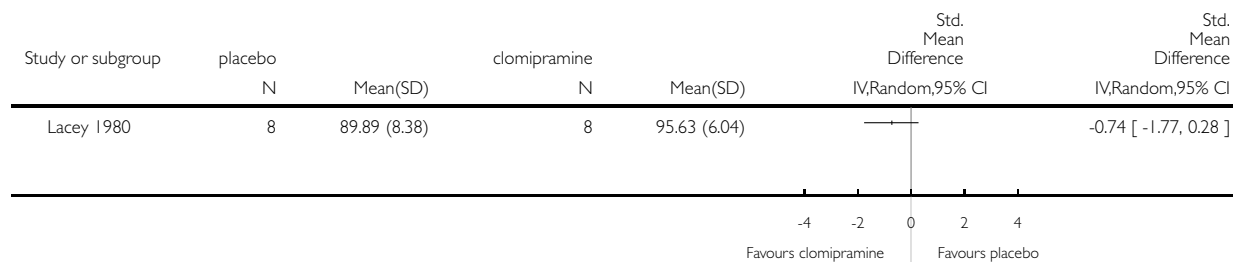 Std. Std.
Mean Mean
Study or subgroup placebo clomipramine Difference Difference
N Mean(SD) N Mean(SD) IV,Random,95% CI IV,Random,95% CI
Lacey 1980 8 89.89 (8.38) 8 95.63 (6.04) -0.74 [ -1.77, 0.28 ]
-4 -2 0 2 4
Favours clomipramine Favours placebo